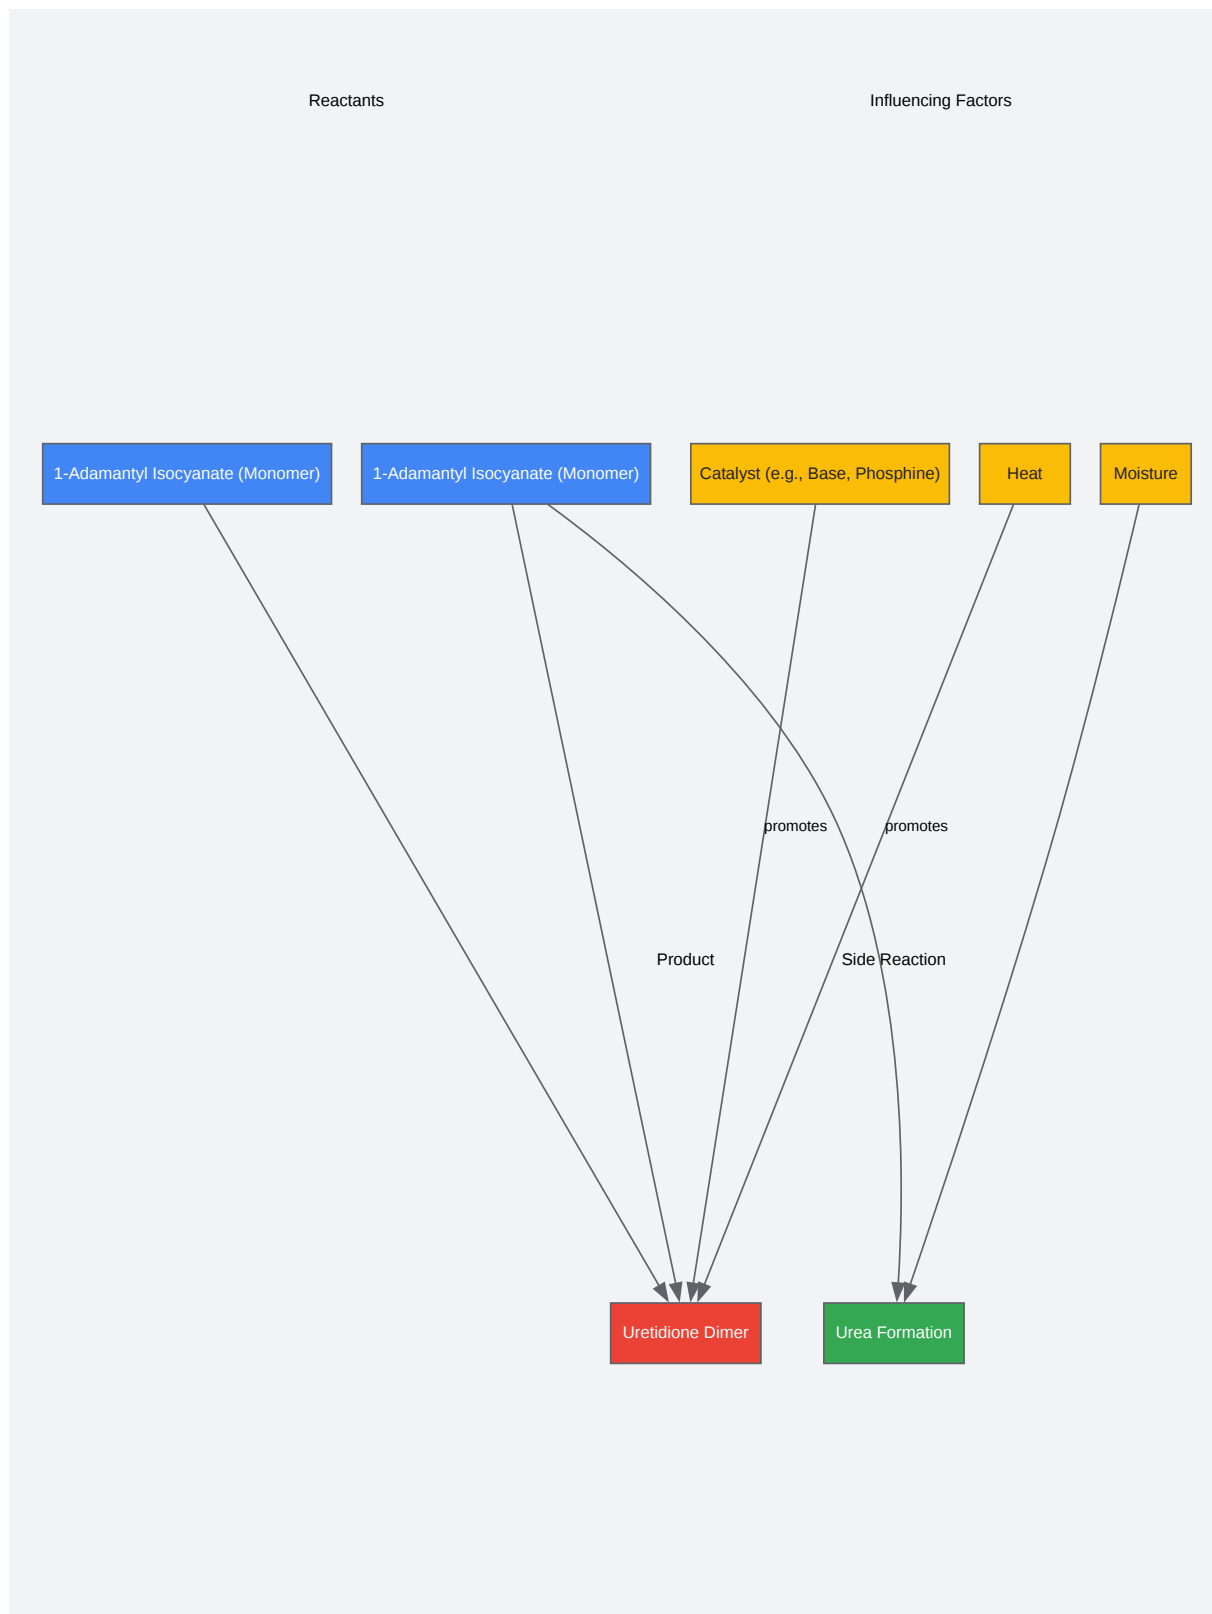 Reactants
Influencing Factors
1-Adamantyl Isocyanate (Monomer)
1-Adamantyl Isocyanate (Monomer)
Catalyst (e.g., Base, Phosphine)
Heat
Moisture
promotes
promotes
Product
Side Reaction
Uretidione Dimer
Urea Formation